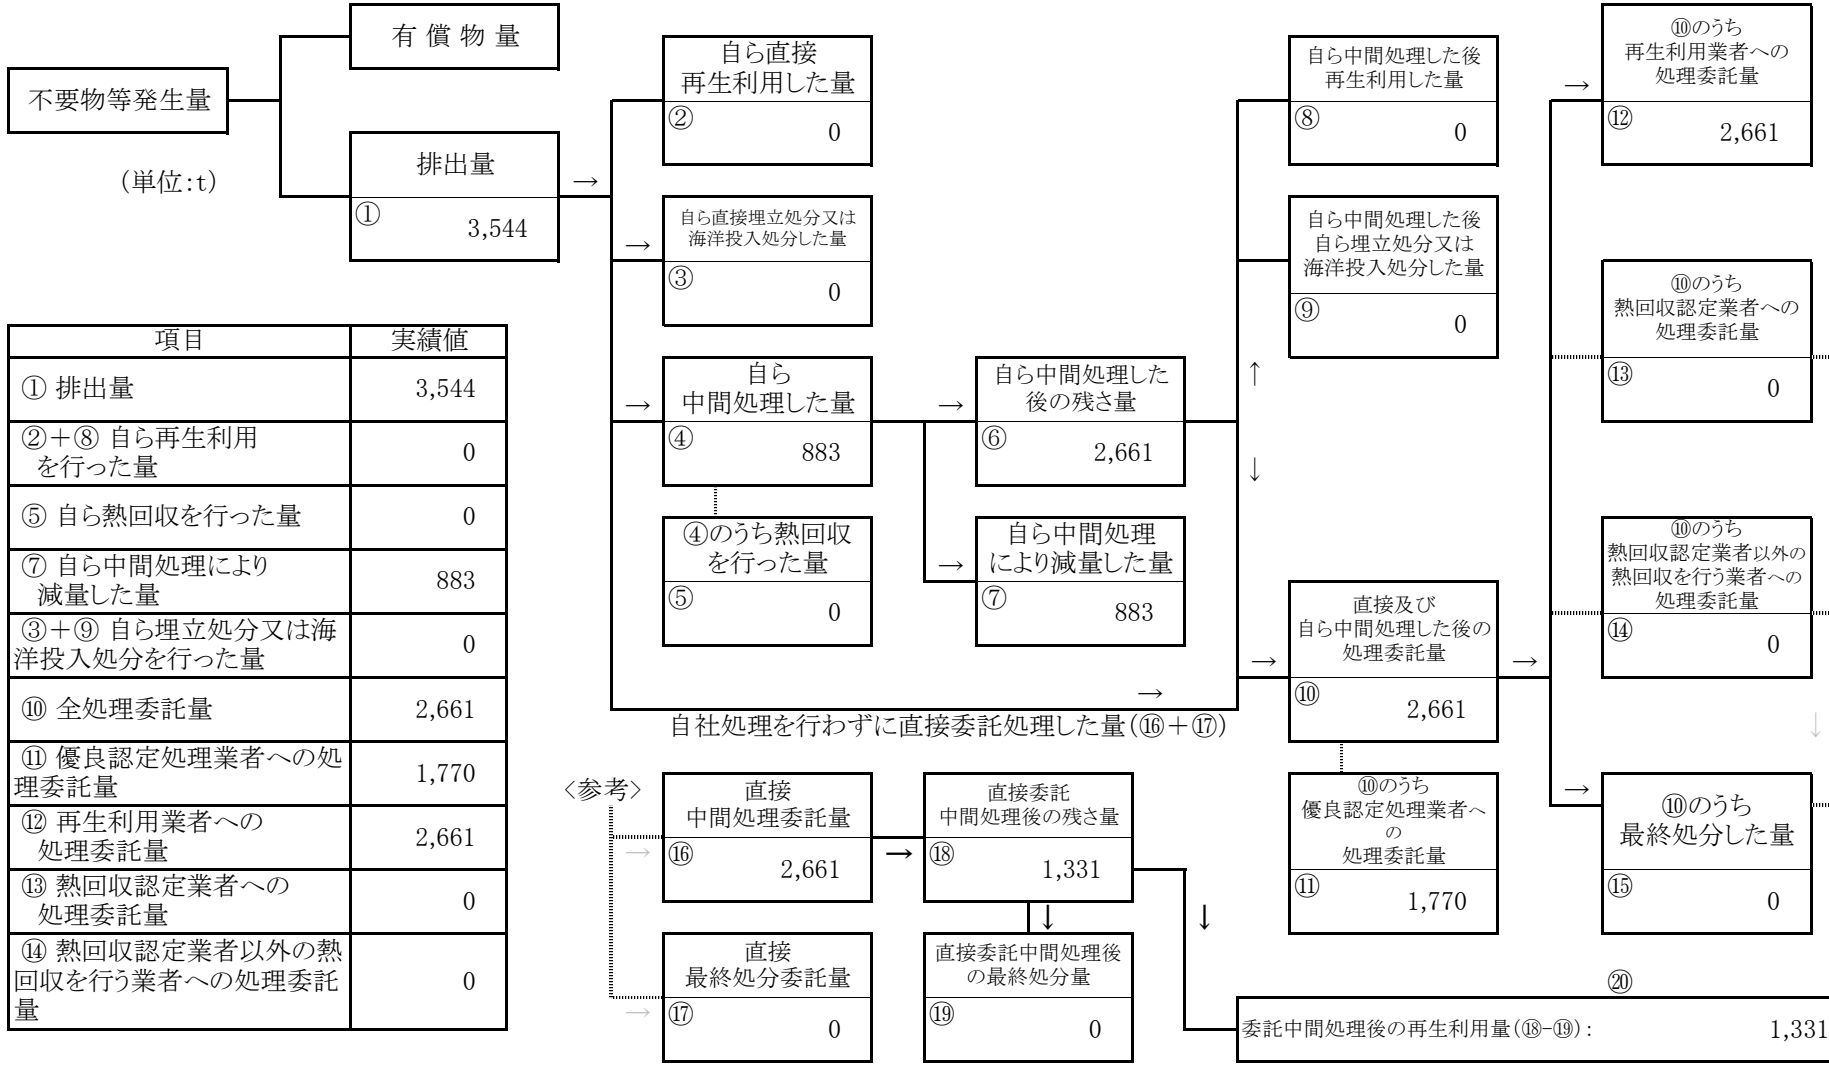 有 償 物 量
不要物等発生量
(単位:t)
排出量
①
3,544
→
自ら直接
再生利用した量
②
0
→
自ら直接埋立処分又は
海洋投入処分した量
③
0
→
自ら
中間処理した量
④
883
④のうち熱回収
を行った量
⑤
0
→
自ら中間処理した
後の残さ量
⑥
2,661
→
自ら中間処理
により減量した量
⑦
883
自ら中間処理した後
再生利用した量
⑧
0
自ら中間処理した後
自ら埋立処分又は
海洋投入処分した量
⑨
0
↑
↓
→
自社処理を行わずに直接委託処理した量(⑯+⑰)
→
直接及び
自ら中間処理した後の
処理委託量
⑩
2,661
⑩のうち
優良認定処理業者へ
の
処理委託量
⑪
1,770
→
→
⑩のうち
再生利用業者への
処理委託量
⑫
2,661
⑩のうち
熱回収認定業者への
処理委託量
⑬
0
⑩のうち
熱回収認定業者以外の
熱回収を行う業者への
処理委託量
⑭
0
↓
→
⑩のうち
最終処分した量
⑮
0
項目 実績値
① 排出量 3,544
②+⑧ 自ら再生利用
を行った量
0
⑤ 自ら熱回収を行った量 0
⑦ 自ら中間処理により
減量した量
883
③+⑨ 自ら埋立処分又は海
洋投入処分を行った量
0
⑩ 全処理委託量 2,661
⑪ 優良認定処理業者への処
理委託量
1,770
⑫ 再生利用業者への
処理委託量
2,661
⑬ 熱回収認定業者への
処理委託量
0
⑭ 熱回収認定業者以外の熱
回収を行う業者への処理委託
量
0
<参考>
→
直接
中間処理委託量
⑯
2,661
→
直接委託
中間処理後の残さ量
⑱
1,331
↓
↓
→
直接
最終処分委託量
⑰
0
直接委託中間処理後
の最終処分量
⑲
0
⑳
委託中間処理後の再生利用量(⑱-⑲): 1,331